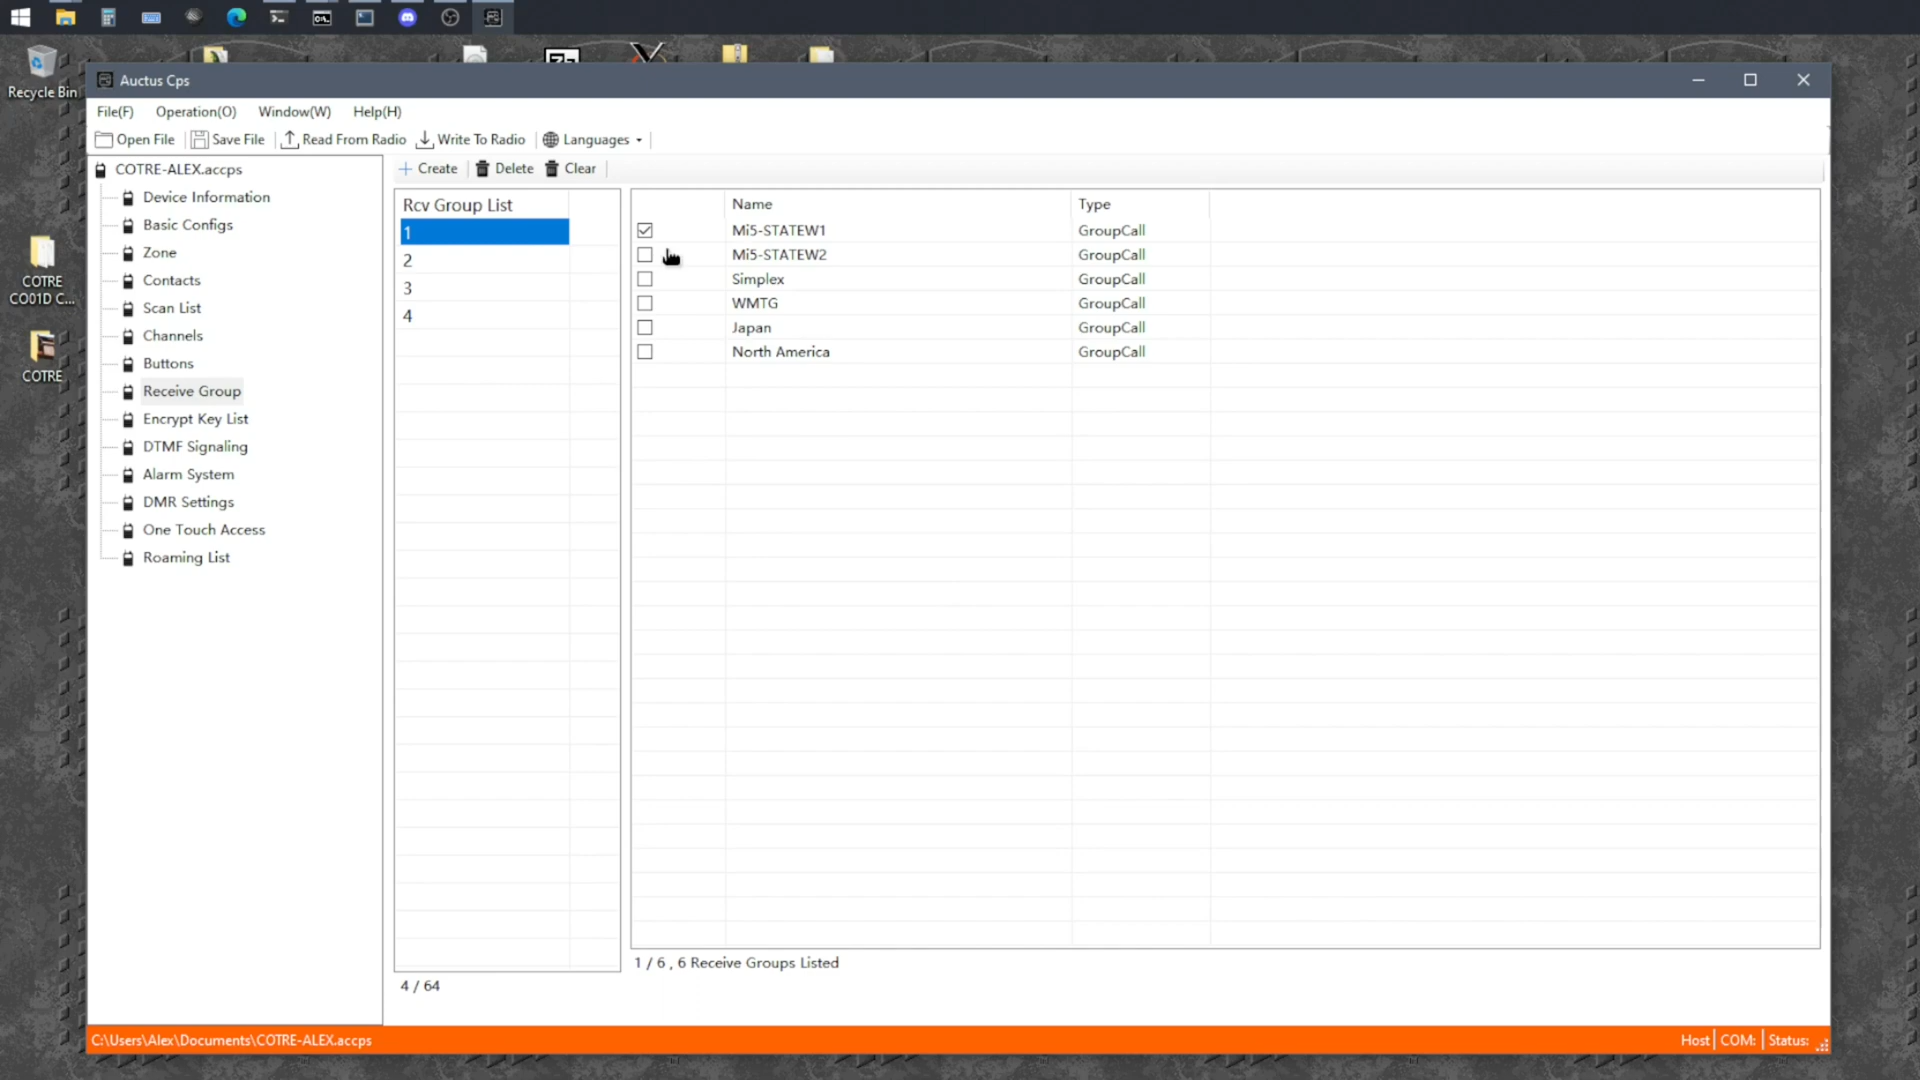 Recycle Bin
Auctus Cps
File(F) Operation(O) Window(W) Help(H)
Open File Save File Read From Radio Write To Radio Languages
COTRE-ALEX.accps
Device Information
Basic Configs
Zone
Contacts
Scan List
Channels
Buttons
Receive Group
Encrypt Key List
DTMF Signaling
Alarm System
DMR Settings
One Touch Access
Roaming List
COTRE
CO01D C...
COTRE
Create Delete Clear
Rcv Group List
1
2
3
4
4 / 64
Name Type
Mi5-STATEW1 GroupCall
Mi5-STATEW2 GroupCall
Simplex GroupCall
WMTG GroupCall
Japan GroupCall
North America GroupCall
1 / 6 , 6 Receive Groups Listed
C:\Users\Alex\Documents\COTRE-ALEX.accps
Host COM: Status: